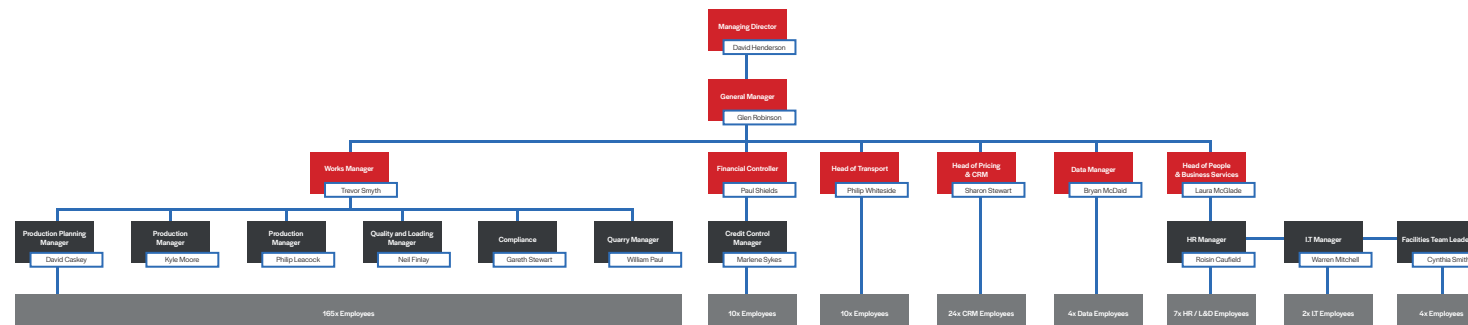 Managing Director
David Henderson
General Manager
Glen Robinson
Works Manager
Trevor Smyth
Financial Controller
Paul Shields
Head of Transport
Philip Whiteside
Head of Pricing
& CRM
Sharon Stewart
Data Manager
Bryan McDaid
Head of People
& Business Services
Laura McGlade
Production Planning
Manager
David Caskey
Production
Manager
Kyle Moore
Production
Manager
Philip Leacock
Quality and Loading
Manager
Neil Finlay
Compliance
Gareth Stewart
Quarry Manager
William Paul
Credit Control
Manager
Marlene Sykes
HR Manager
Roisin Caufield
I.T Manager
Warren Mitchell
Facilities Team Leade
Cynthia Smith
165x Employees
10x Employees
10x Employees
24x CRM Employees
4x Data Employees
7x HR / L&D Employees
2x I.T Employees
4x Employees